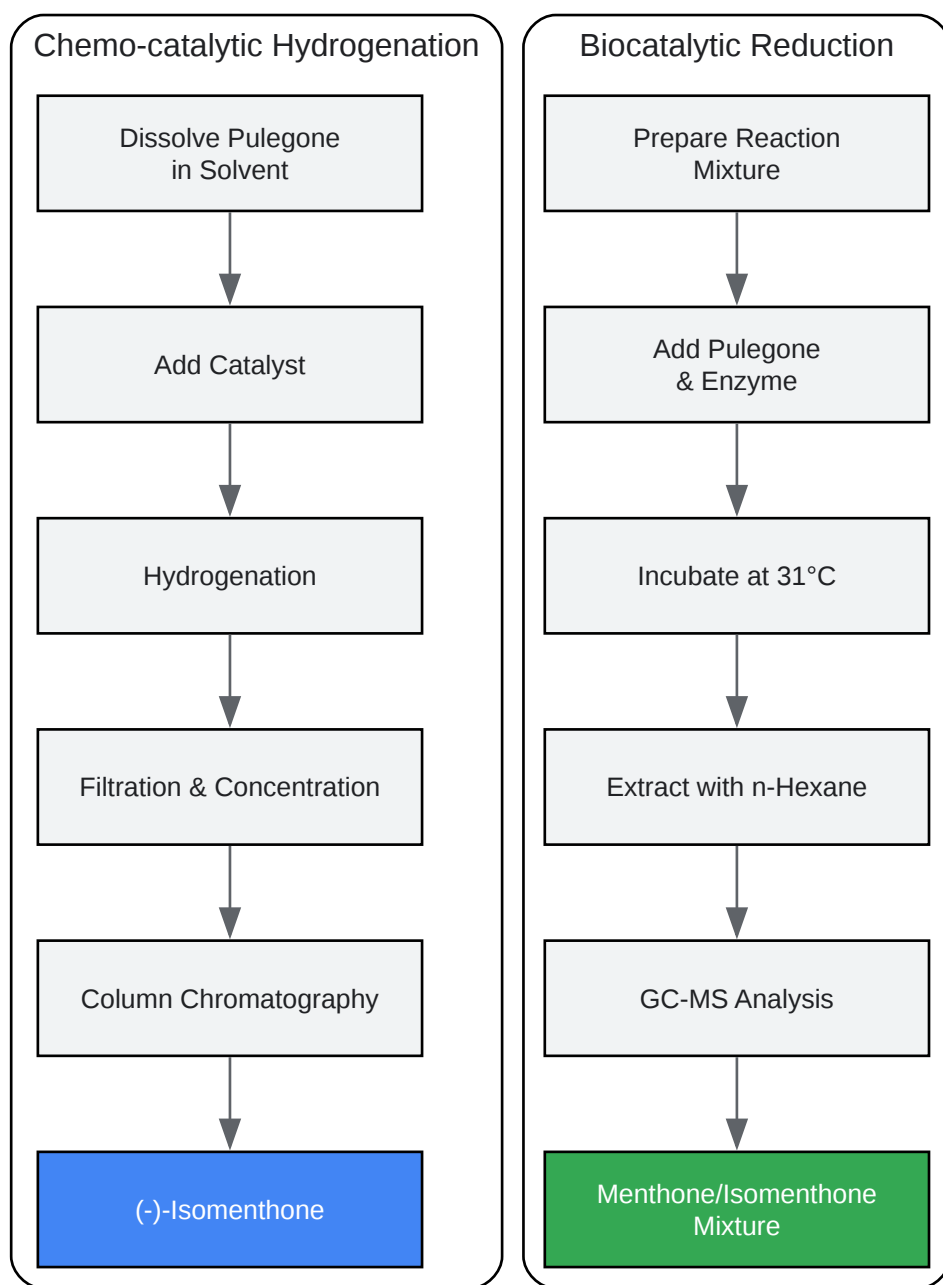 Chemo-catalytic Hydrogenation
Dissolve Pulegone
in Solvent
Add Catalyst
Hydrogenation
Filtration & Concentration
Column Chromatography
(-)-Isomenthone
Biocatalytic Reduction
Prepare Reaction
Mixture
Add Pulegone
& Enzyme
Incubate at 31°C
Extract with n-Hexane
GC-MS Analysis
Menthone/Isomenthone
Mixture